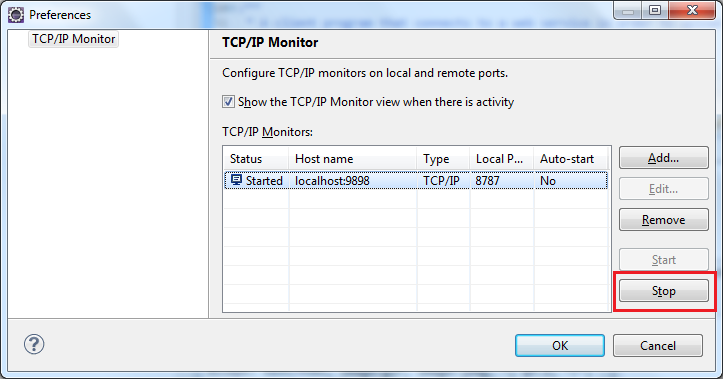 Preferences
TCP/IP Monitor
TCP/IP Monitor
Configure TCP/IP monitors on local and remote ports.
Show the TCP/IP Monitor view when there is activity
TCP/IP Monitors:
Status Host name Type Local P... Auto-start
Started localhost:9898 TCP/IP 8787 No
Add...
Edit...
Remove
Start
Stop
?
OK Cancel